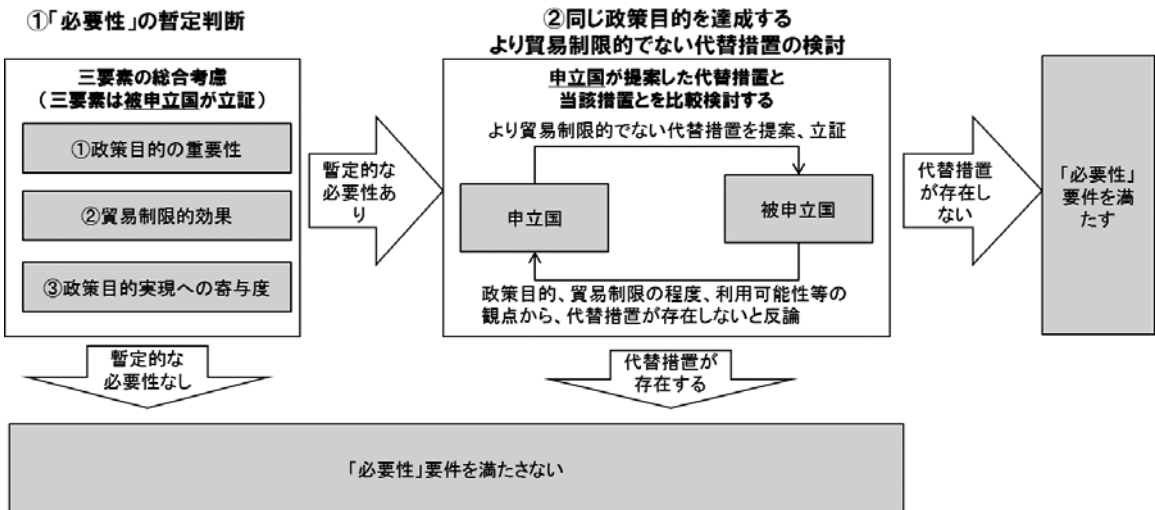 ①「必要性」の暫定判断
三要素の総合考慮
（三要素は被申立国が立証）
①政策目的の重要性
②貿易制限的効果
③政策目的実現への寄与度
暫定的な
必要性あ
り
暫定的な
必要性なし
②同じ政策目的を達成する
より貿易制限的でない代替措置の検討
申立国が提案した代替措置と
当該措置とを比較検討する
より貿易制限的でない代替措置を提案、立証
申立国
被申立国
政策目的、貿易制限の程度、利用可能性等の
観点から、代替措置が存在しないと反論
代替措置が
存在する
代替措置
が存在し
ない
「必要性」
要件を満
たす
「必要性」要件を満たさない